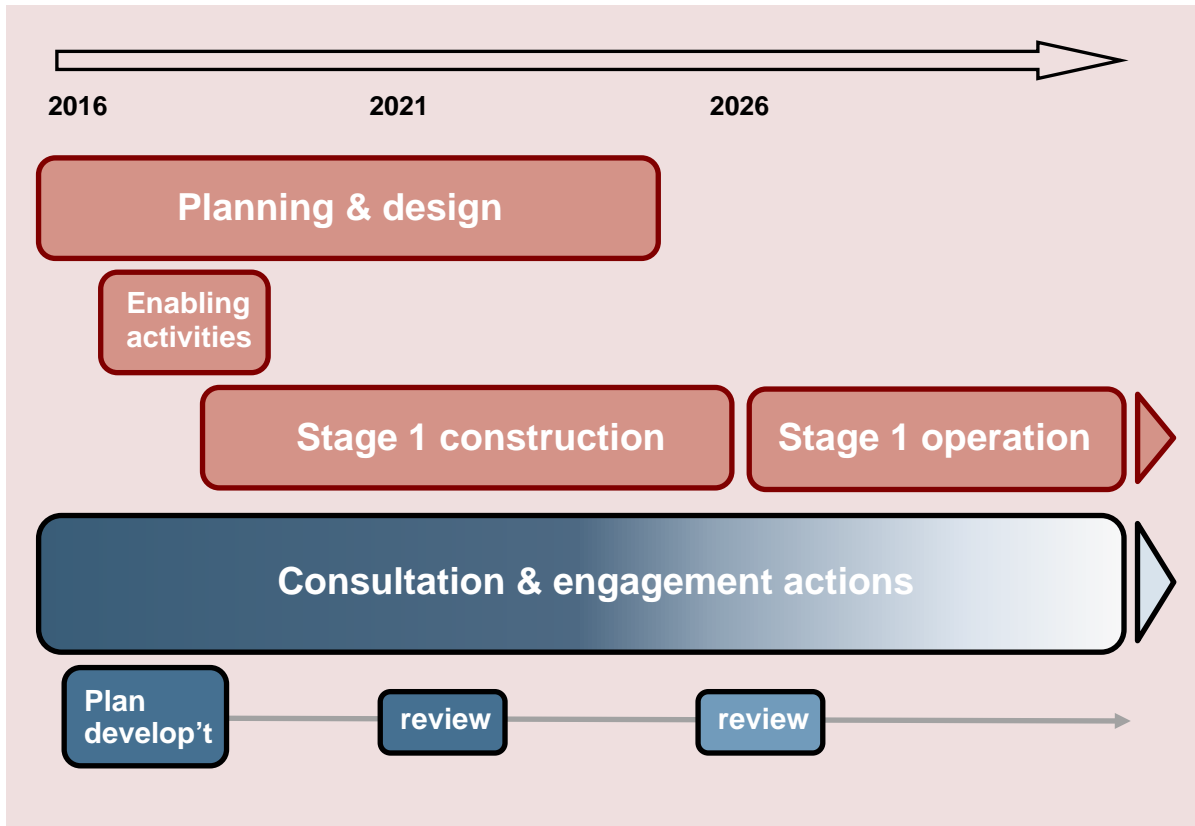 2016 2021 2026
Planning & design
Enabling
activities
Stage 1 construction
Stage 1 operation
Consultation & engagement actions
Plan
develop’t
review
review